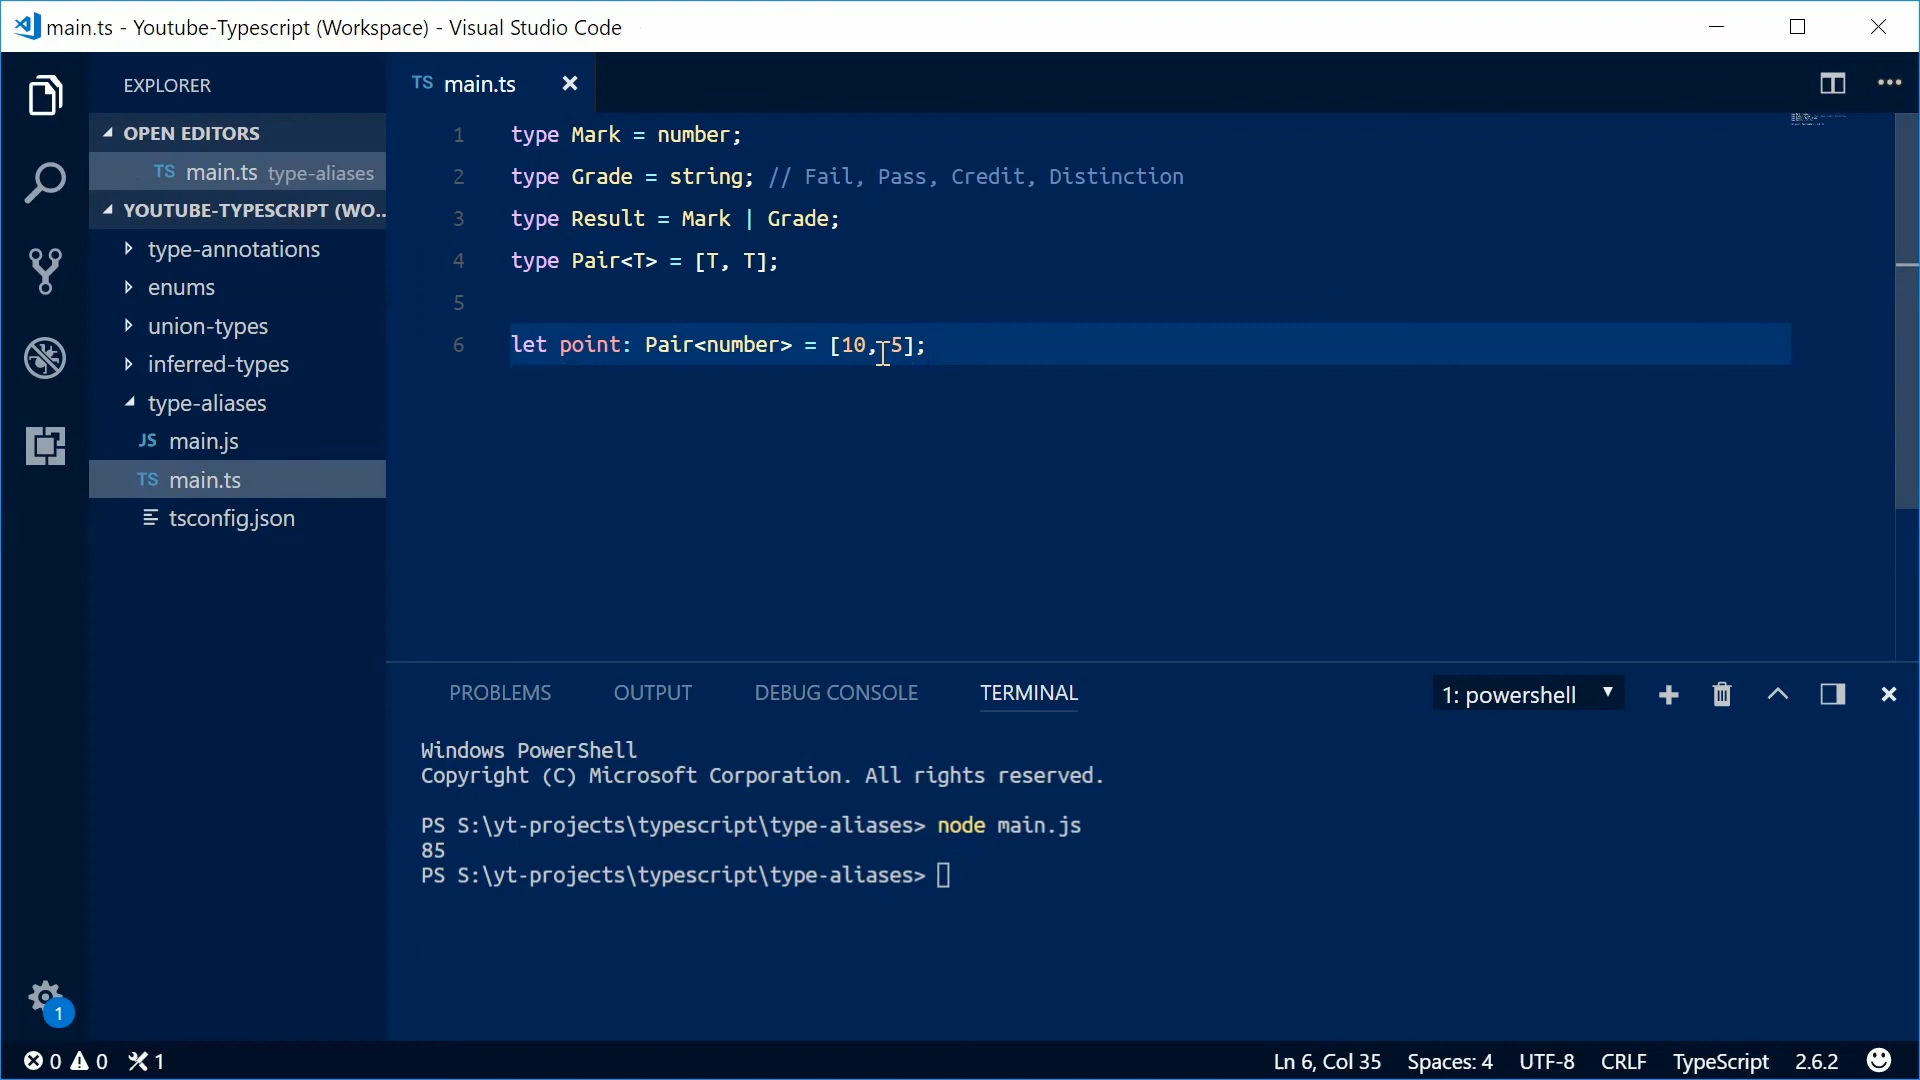 main.ts - Youtube-Typescript (Workspace) - Visual Studio Code
EXPLORER
OPEN EDITORS
TS main.ts type-aliases
YOUTUBE-TYPESCRIPT (WO...
type-annotations
enums
union-types
inferred-types
type-aliases
JS main.js
TS main.ts
tsconfig.json
1
TS main.ts
1 type Mark = number;
2 type Grade = string; // Fail, Pass, Credit, Distinction
3 type Result = Mark | Grade;
4 type Pair<T> = [T, T];
5
6 let point: Pair<number> = [10, 5];
PROBLEMS OUTPUT DEBUG CONSOLE TERMINAL 1: powershell
Windows PowerShell
Copyright (C) Microsoft Corporation. All rights reserved.
PS S:\yt-projects\typescript\type-aliases> node main.js
85
PS S:\yt-projects\typescript\type-aliases>
0 0 1 Ln 6, Col 35 Spaces: 4 UTF-8 CRLF TypeScript 2.6.2